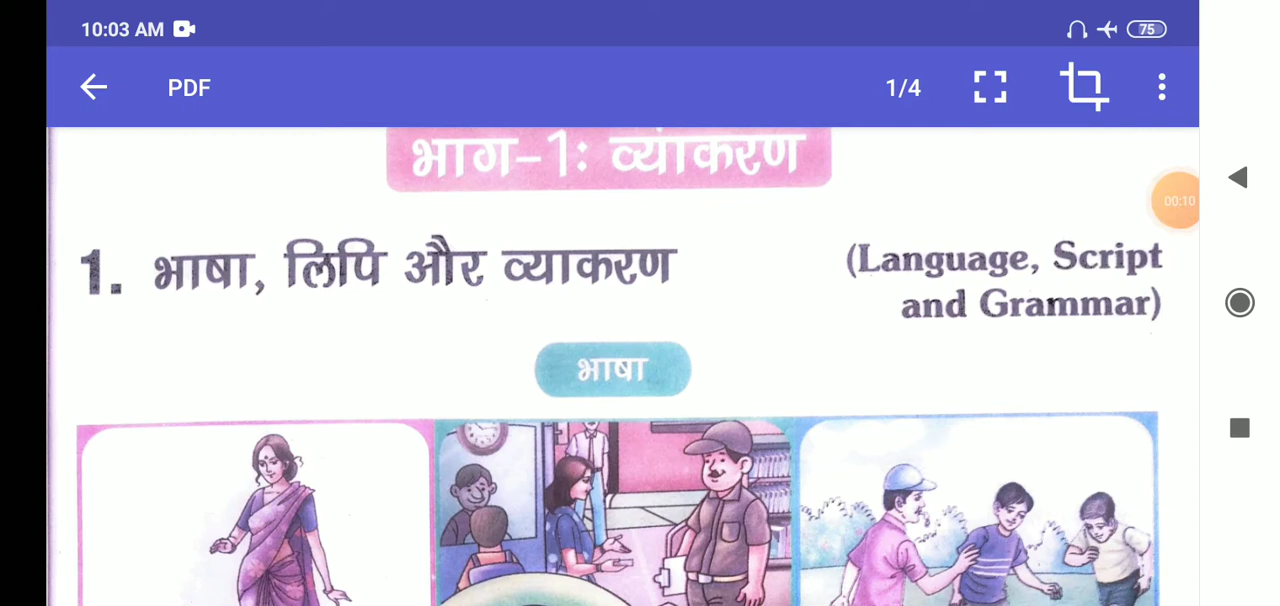 10:03 AM
75
PDF
1/4
00:10
भाग-1: व्याकरण
1. भाषा, लिपि और व्याकरण
(Language, Script
and Grammar)
भाषा